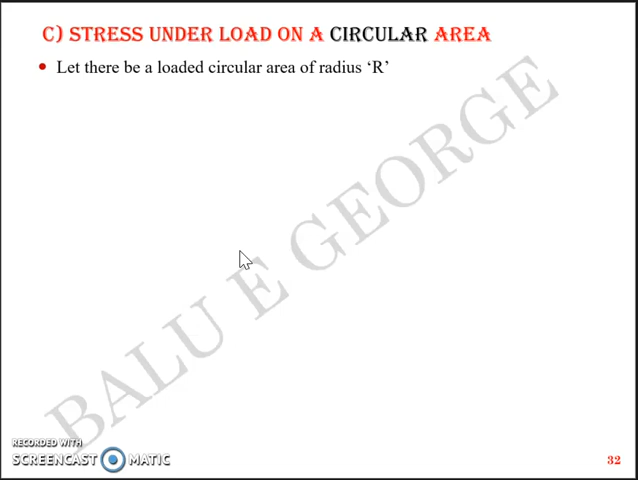 C) STRESS UNDER LOAD ON A CIRCULAR AREA
• Let there be a loaded circular area of radius ‘R’
BALU E GEORGE
RECORDED WITH
SCREENCAST MATIC
32